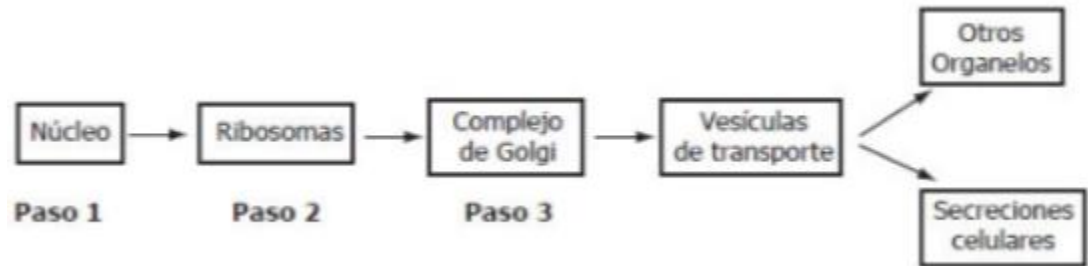 Núcleo
Ribosomas
Complejo
de Golgi
Vesículas
de transporte
Otros
Organelos
Secreciones
celulares
Paso 1
Paso 2
Paso 3